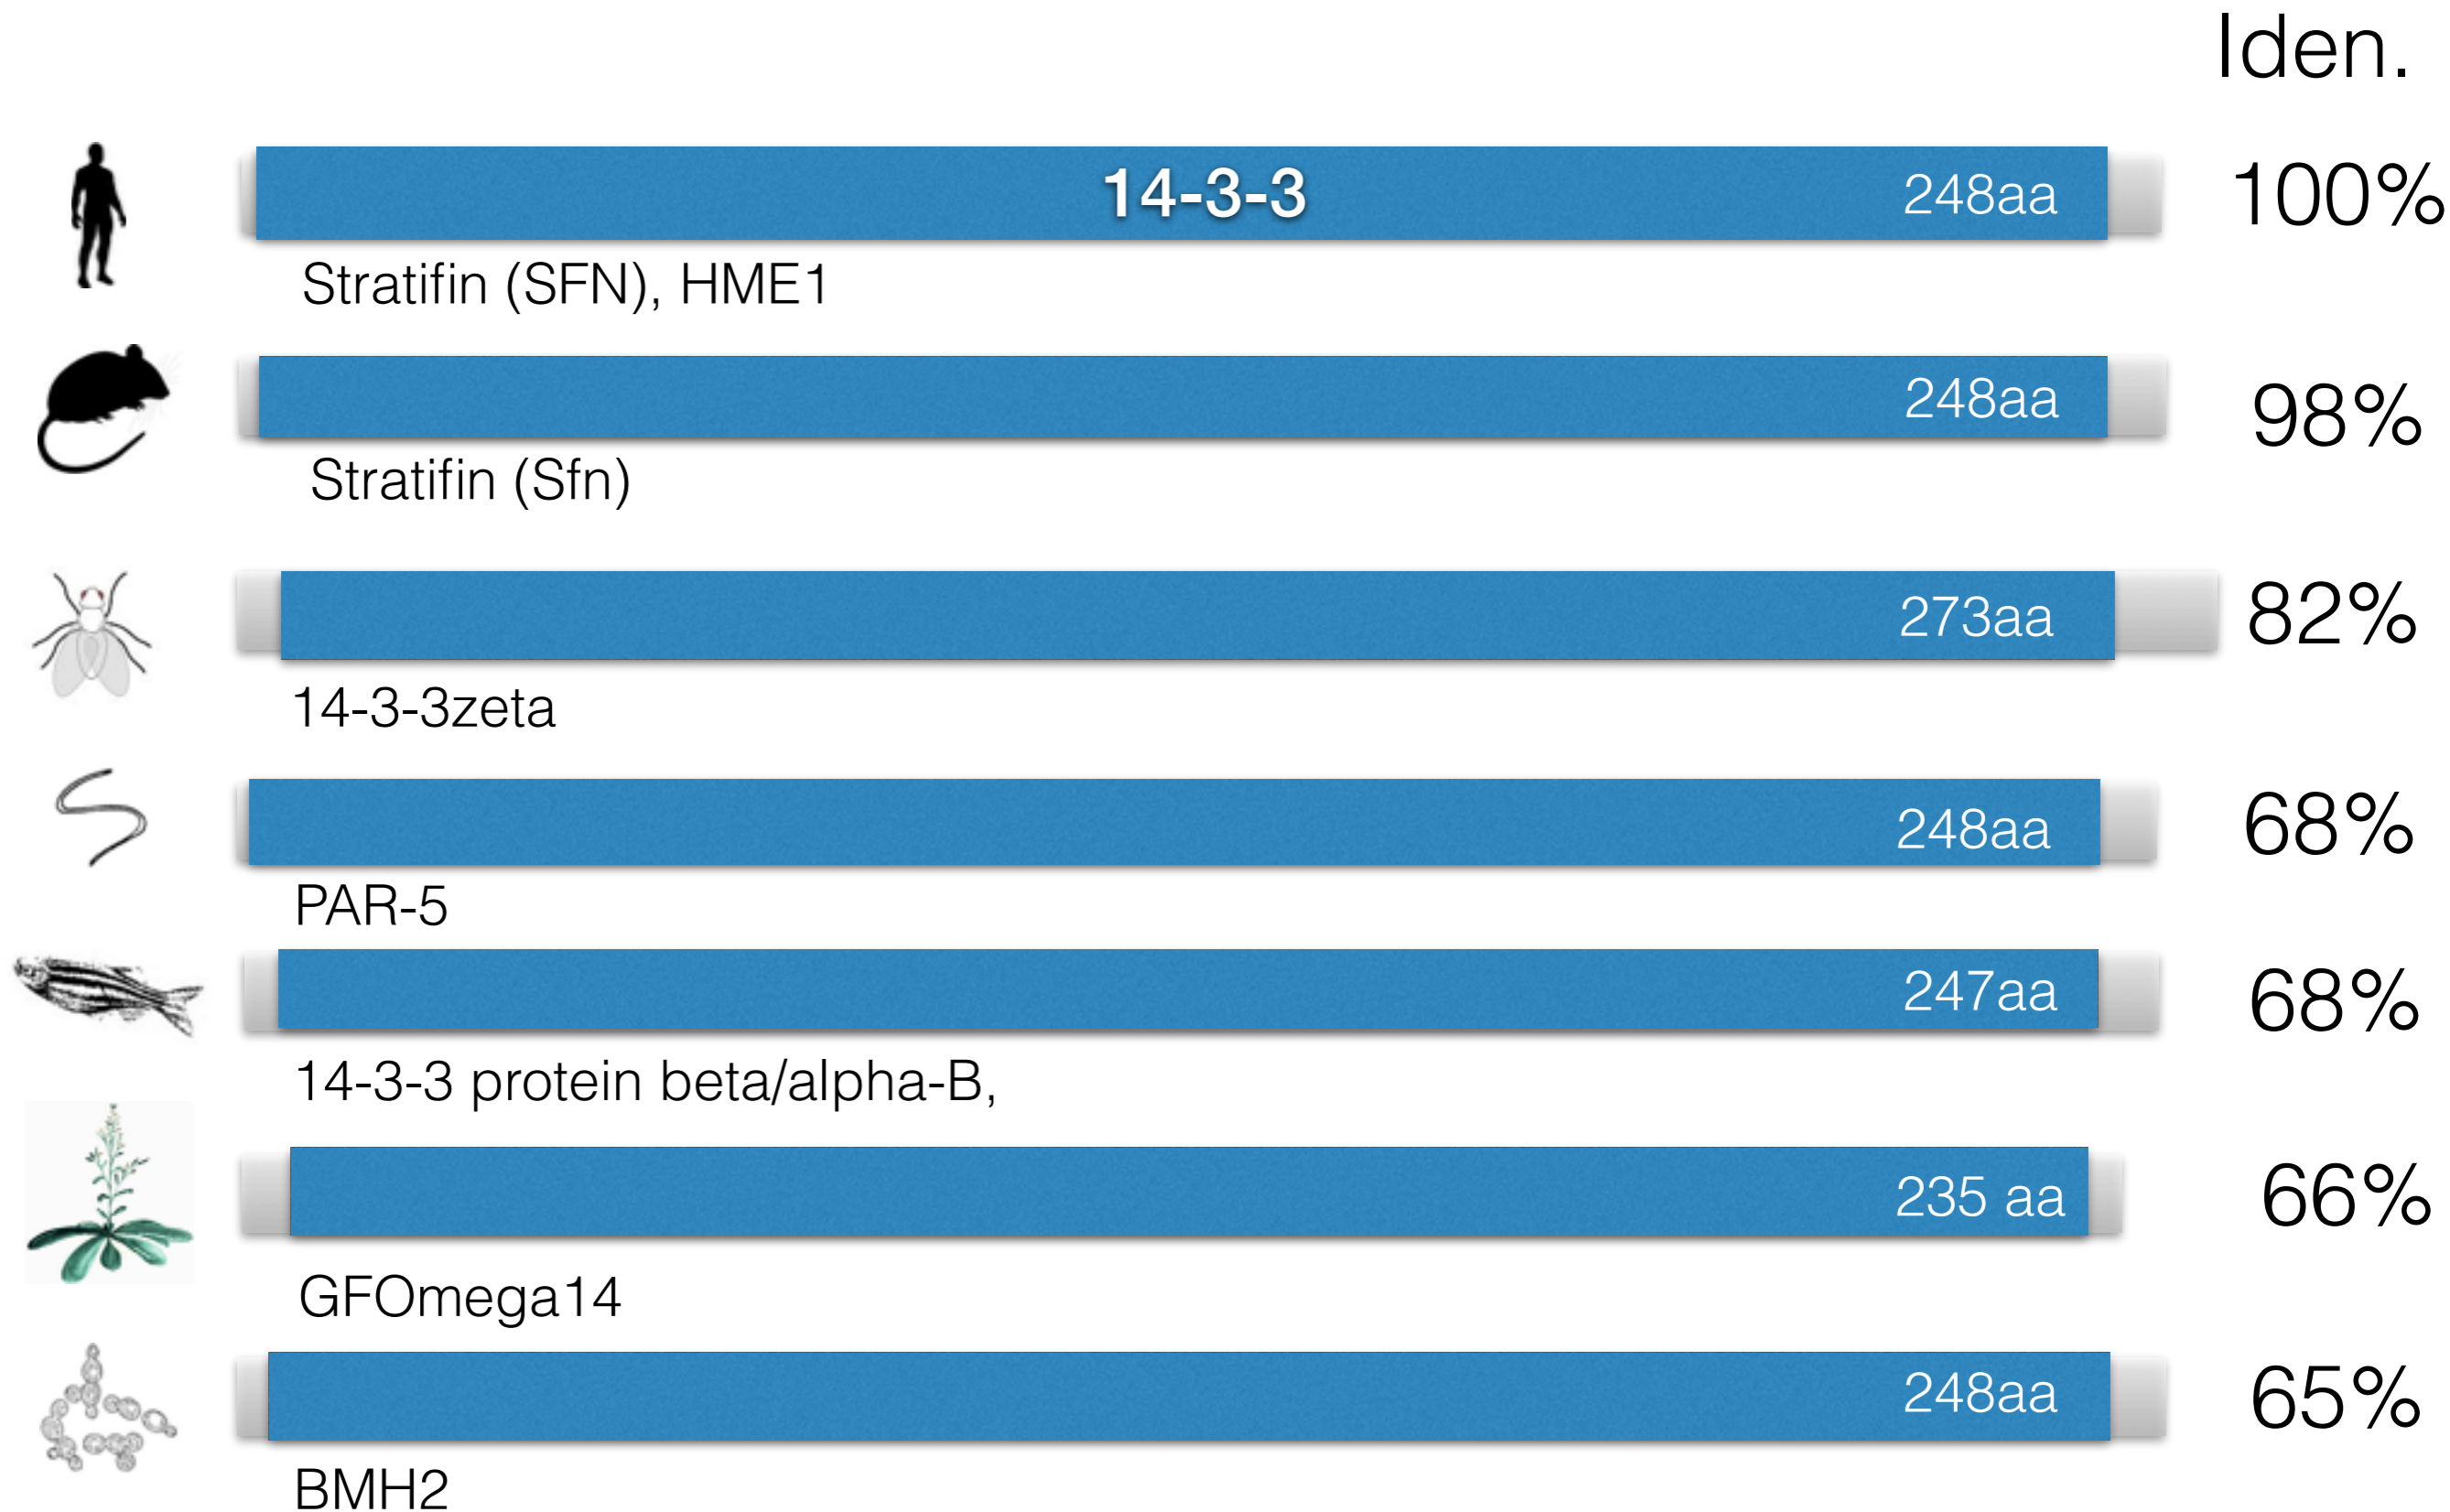 Iden.
14-3-3 248aa 100%
Stratifin (SFN), HME1
248aa 98%
Stratifin (Sfn)
273aa 82%
14-3-3zeta
248aa 68%
PAR-5
247aa 68%
14-3-3 protein beta/alpha-B,
235 aa 66%
GFOmega14
248aa 65%
BMH2